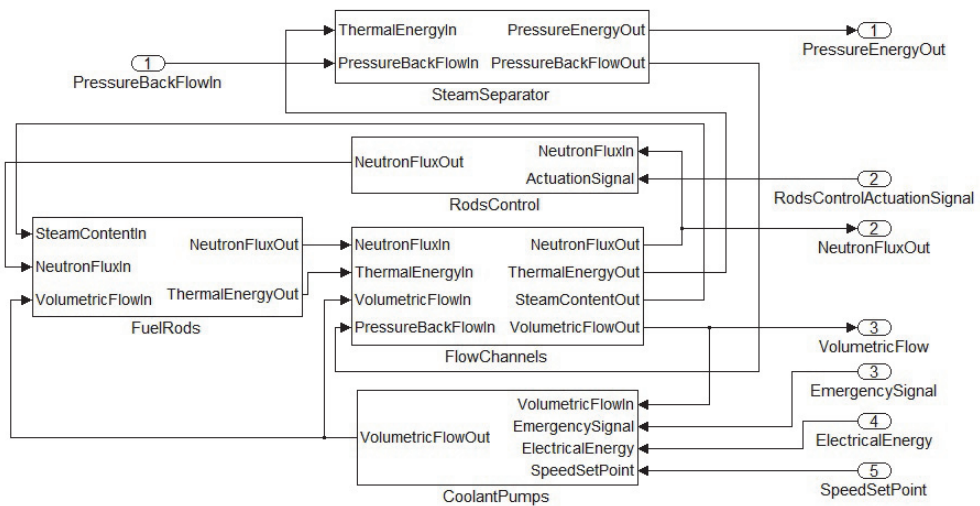 ThermalEnergyIn
PressureEnergyOut
1
PressureEnergyOut
1
PressureBackFlowIn
PressureBackFlowIn
PressureBackFlowOut
SteamSeparator
NeutronFluxOut
NeutronFluxIn
ActuationSignal
RodsControl
2
RodsControlActuationSignal
2
NeutronFluxOut
SteamContentIn
NeutronFluxIn
VolumetricFlowIn
NeutronFluxOut
ThermalEnergyOut
FuelRods
NeutronFluxIn
ThermalEnergyIn
VolumetricFlowIn
PressureBackFlowIn
NeutronFluxOut
ThermalEnergyOut
SteamContentOut
VolumetricFlowOut
FlowChannels
3
VolumetricFlow
3
EmergencySignal
4
ElectricalEnergy
5
SpeedSetPoint
VolumetricFlowOut
VolumetricFlowIn
EmergencySignal
ElectricalEnergy
SpeedSetPoint
CoolantPumps